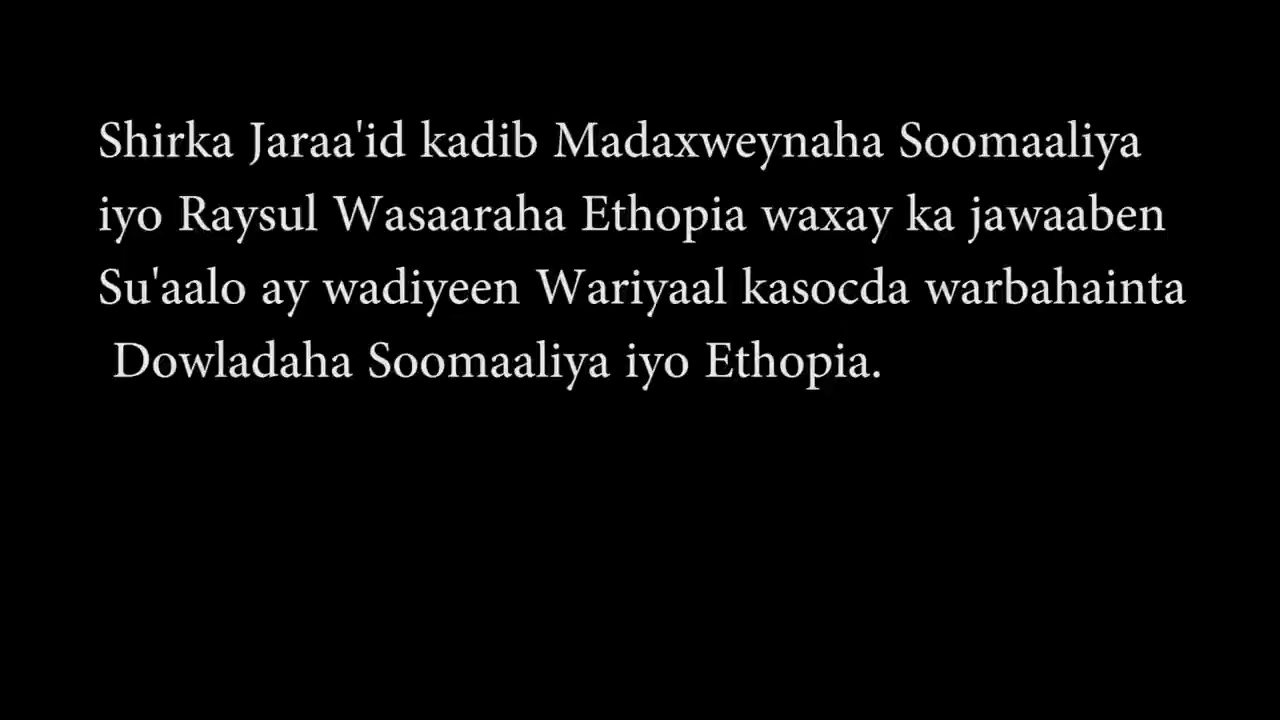 Shirka Jaraa'id kadib Madaxweynaha Soomaaliya
iyo Raysul Wasaaraha Ethopia waxay ka jawaaben
Su'aalo ay wadiyeen Wariyaal kasocda warbahainta
Dowladaha Soomaaliya iyo Ethopia.